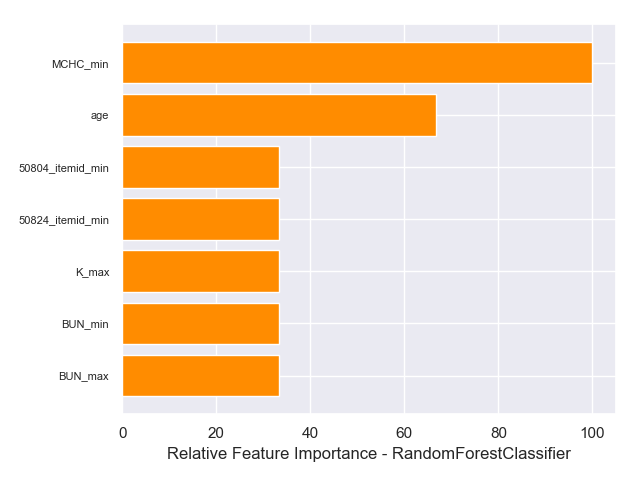 MCHC_min
age
50804_itemid_min
50824_itemid_min
K_max
BUN_min
BUN_max
0 20 40 60 80 100
Relative Feature Importance - RandomForestClassifier